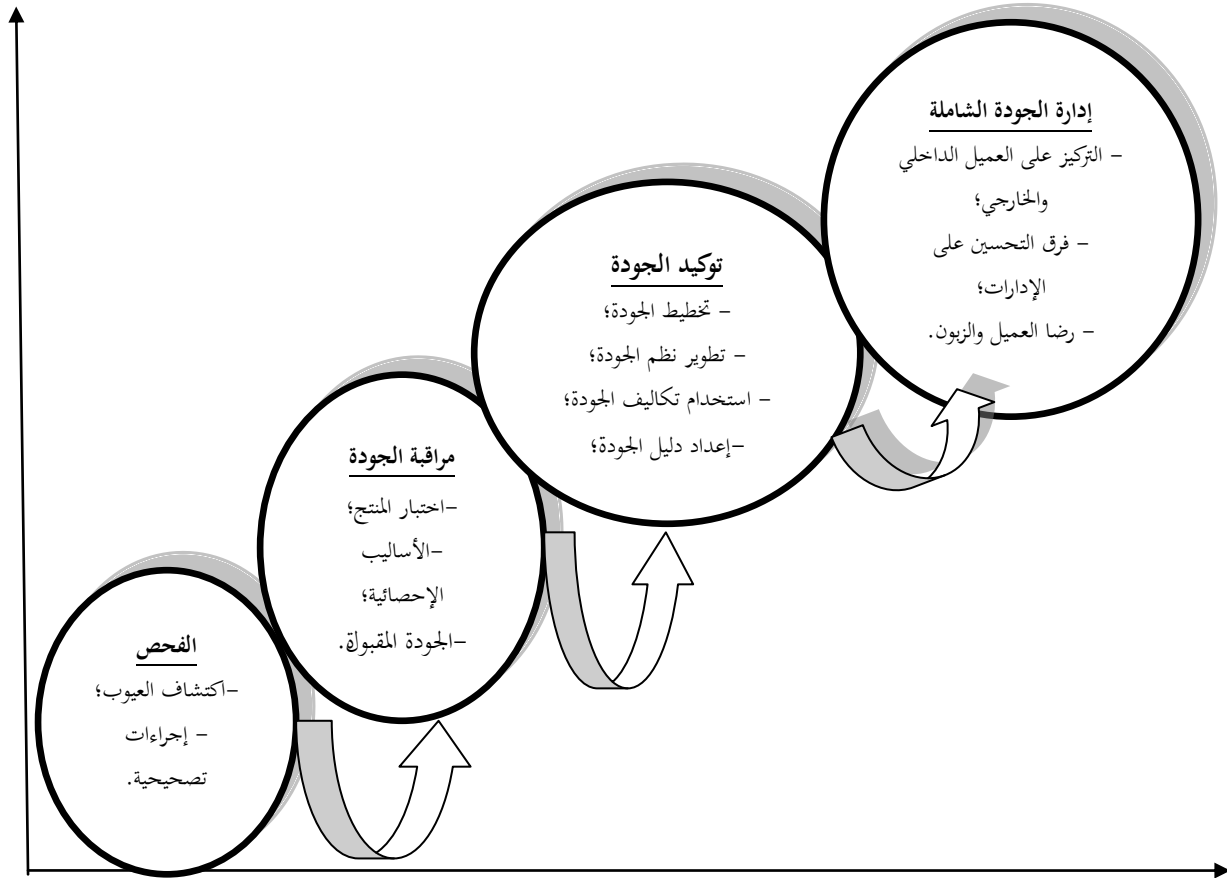 إدارة الجودة الشاملة
- التركيز على العميل الداخلي
والخارجي؛
- فرق التحسين على
الإدارات؛
- رضا العميل والزبون.
توكيد الجودة
- تخطيط الجودة؛
- تطوير نظم الجودة؛
- استخدام تكاليف الجودة؛
-إعداد دليل الجودة؛
مراقبة الجودة
-اختبار المنتج؛
-الأساليب
الإحصائية؛
-الجودة المقبولة.
الفحص
-اكتشاف العيوب؛
- إجراءات
تصحيحية.